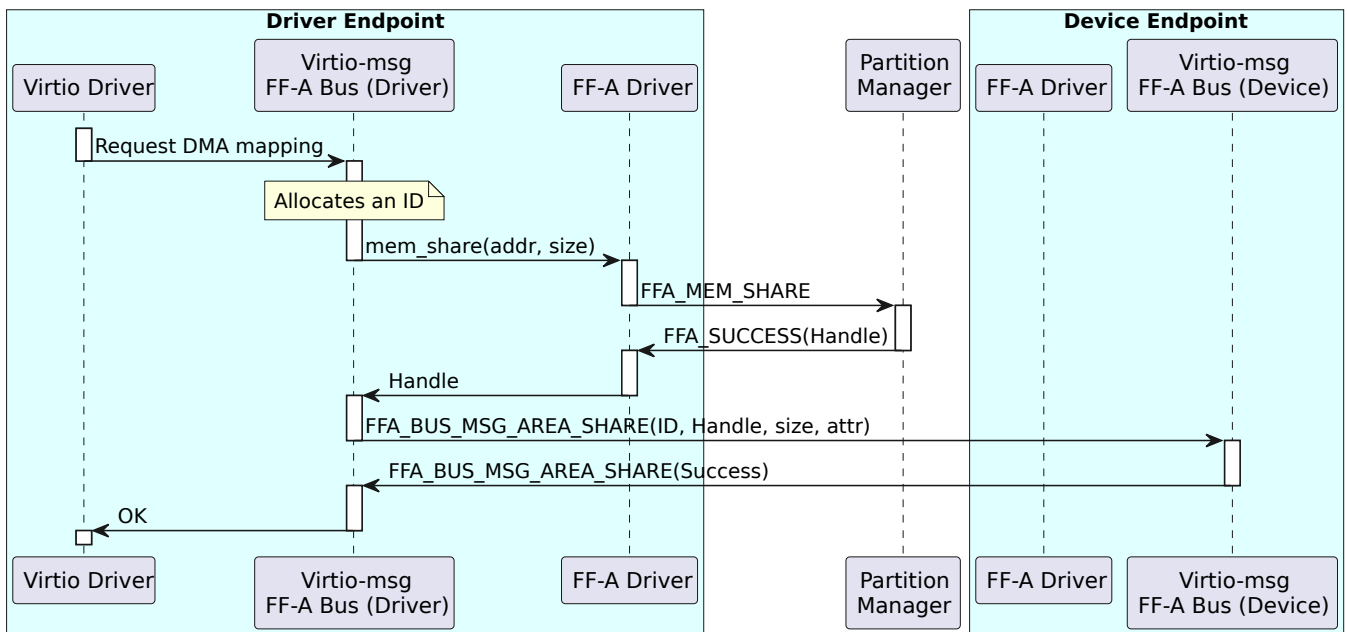 Driver Endpoint
Device Endpoint
Virtio Driver
Virtio-msg
FF-A Bus (Driver)
FF-A Driver
Partition
Manager
FF-A Driver
Virtio-msg
FF-A Bus (Device)
Request DMA mapping
Allocates an ID
mem_share(addr, size)
FFA_MEM_SHARE
FFA_SUCCESS(Handle)
Handle
FFA_BUS_MSG_AREA_SHARE(ID, Handle, size, attr)
FFA_BUS_MSG_AREA_SHARE(Success)
OK
Virtio Driver
Virtio-msg
FF-A Bus (Driver)
FF-A Driver
Partition
Manager
FF-A Driver
Virtio-msg
FF-A Bus (Device)